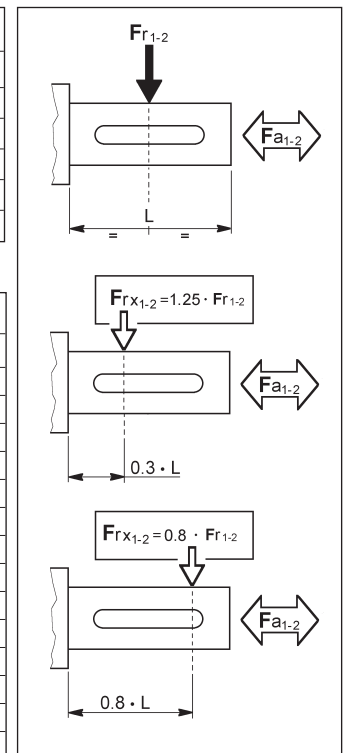 Fr1-2
Fa1-2
L
= =
Frx1-2 = 1.25 · Fr1-2
Fa1-2
0.3 · L
Frx1-2 = 0.8 · Fr1-2
Fa1-2
0.8 · L